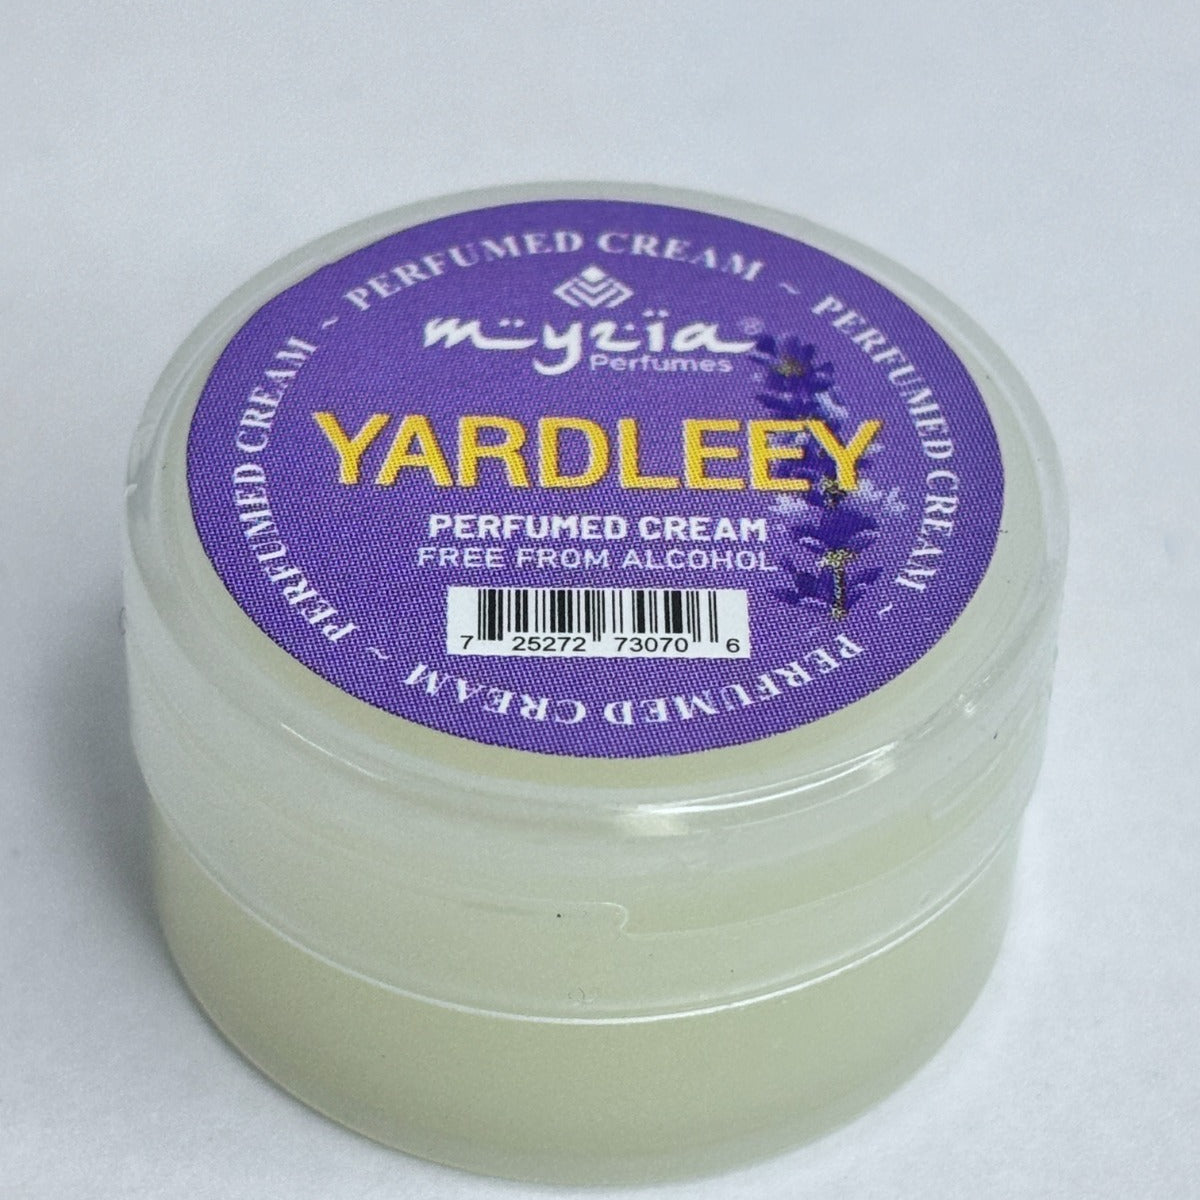 PERFUMED CREAM ~ PERFUMED CREAM ~ PERFUMED CREAM ~ PERFUMED CREAM ~
myzia®
Perfumes
YARDLEEY
PERFUMED CREAM
FREE FROM ALCOHOL
7 25272 73070 6